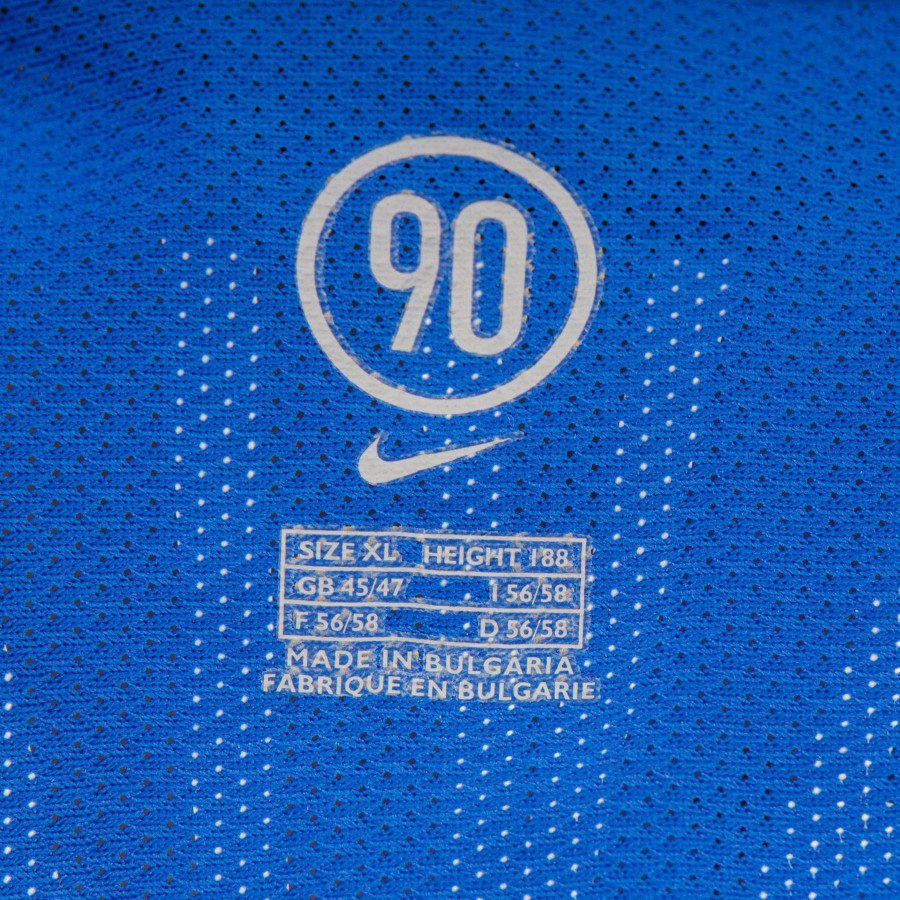 90
SIZE XL HEIGHT 188
GB 45/47 I 56/58
F 56/58 D 56/58
MADE IN BULGARIA
FABRIQUE EN BULGARIE